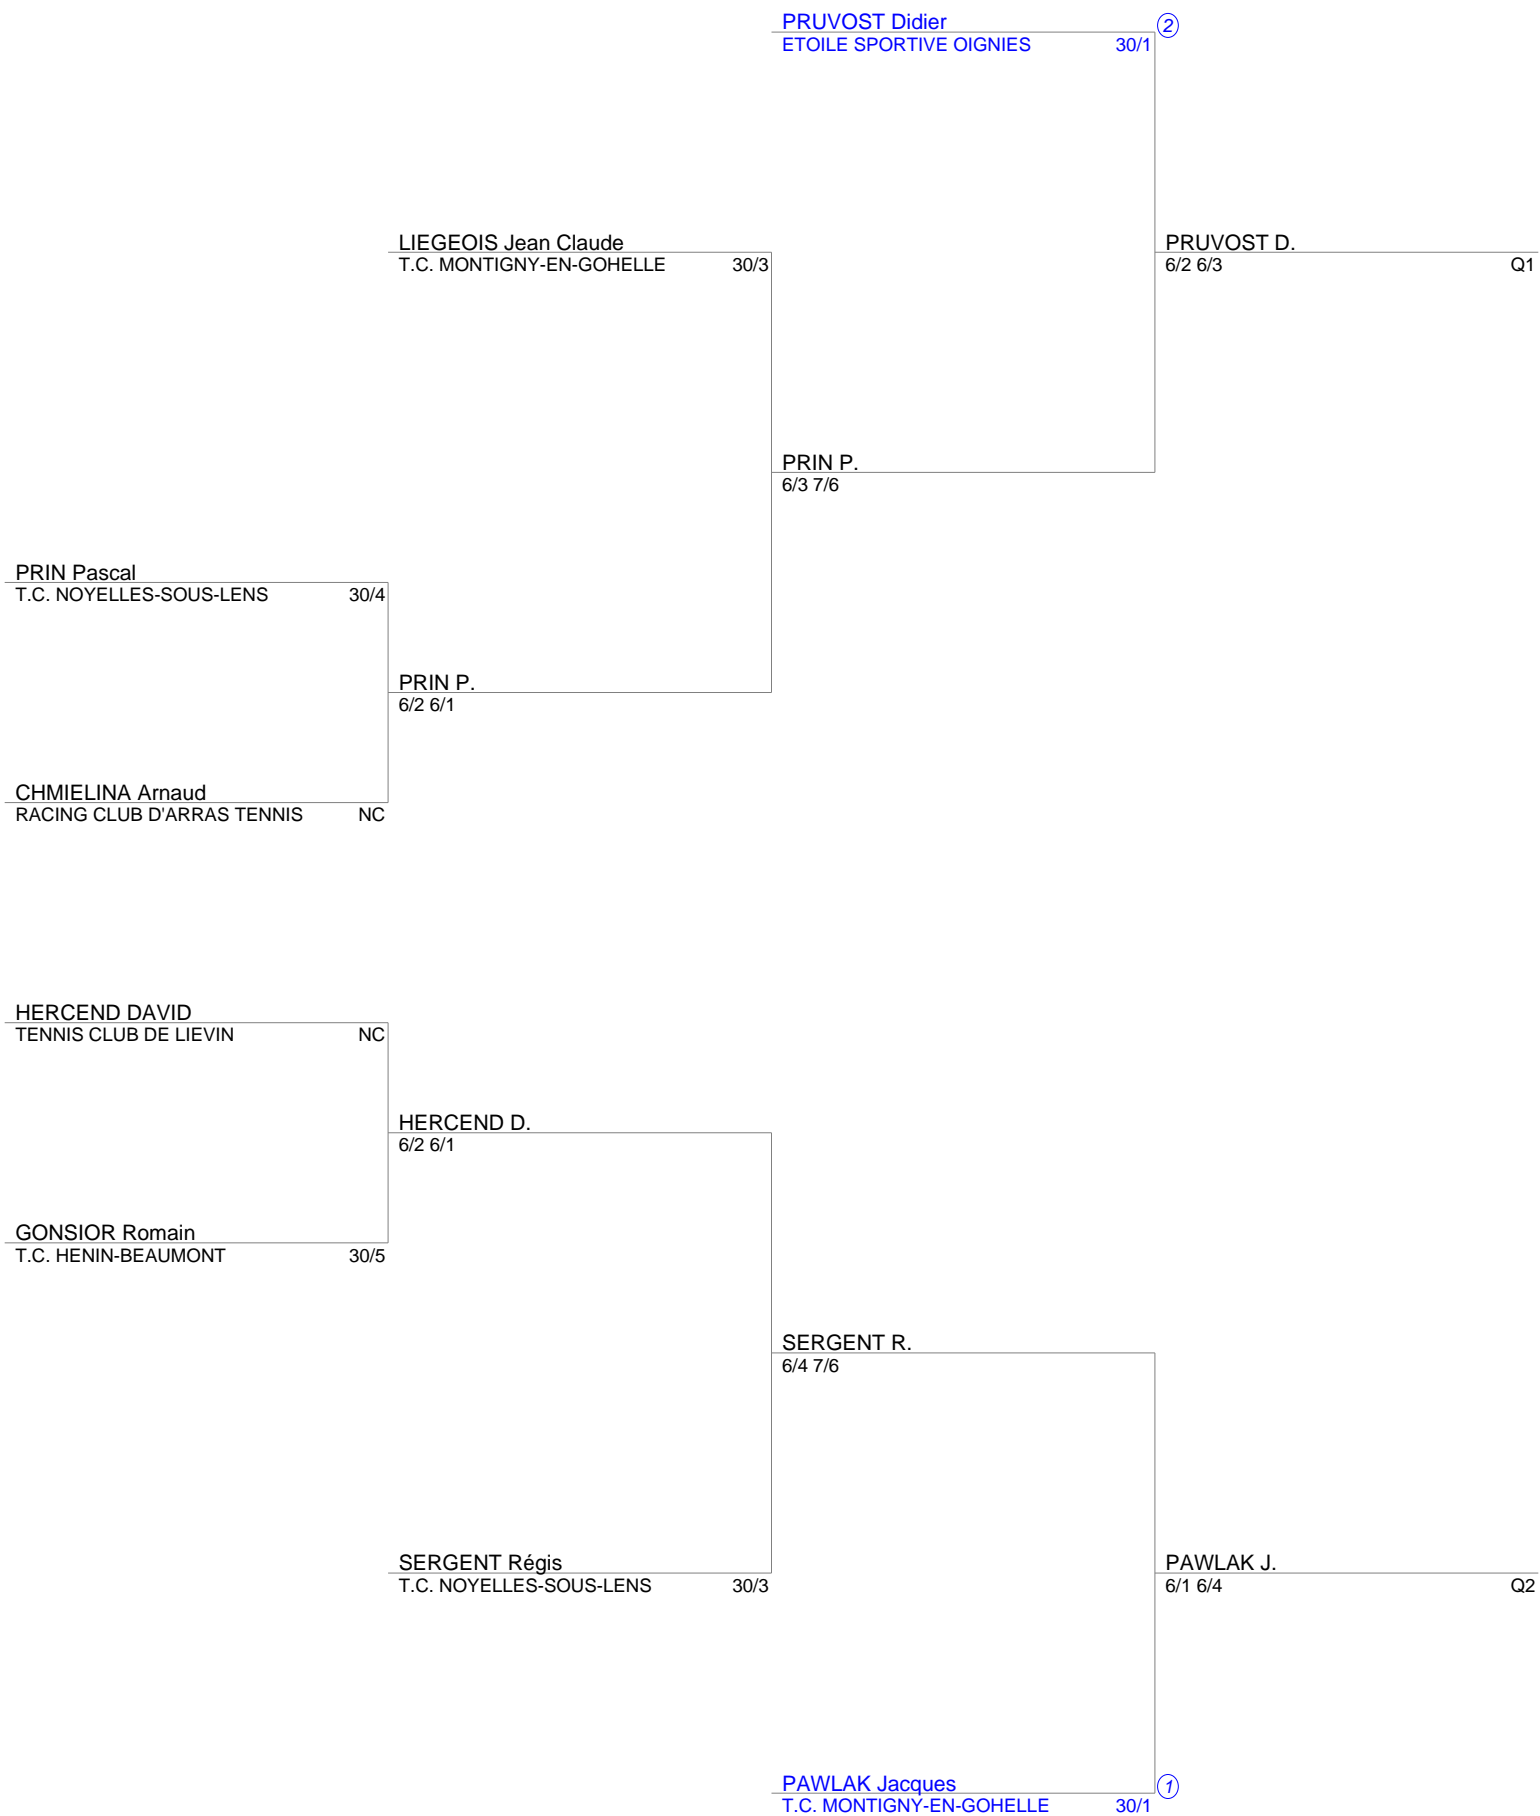 PRUVOST Didier 2
ETOILE SPORTIVE OIGNIES 30/1
LIEGEOIS Jean Claude
T.C. MONTIGNY-EN-GOHELLE 30/3
PRUVOST D.
6/2 6/3 Q1
PRIN P.
6/3 7/6
PRIN Pascal
T.C. NOYELLES-SOUS-LENS 30/4
PRIN P.
6/2 6/1
CHMIELINA Arnaud
RACING CLUB D'ARRAS TENNIS NC
HERCEND DAVID
TENNIS CLUB DE LIEVIN NC
HERCEND D.
6/2 6/1
GONSIOR Romain
T.C. HENIN-BEAUMONT 30/5
SERGENT R.
6/4 7/6
SERGENT Régis
T.C. NOYELLES-SOUS-LENS 30/3
PAWLAK J.
6/1 6/4 Q2
PAWLAK Jacques 1
T.C. MONTIGNY-EN-GOHELLE 30/1